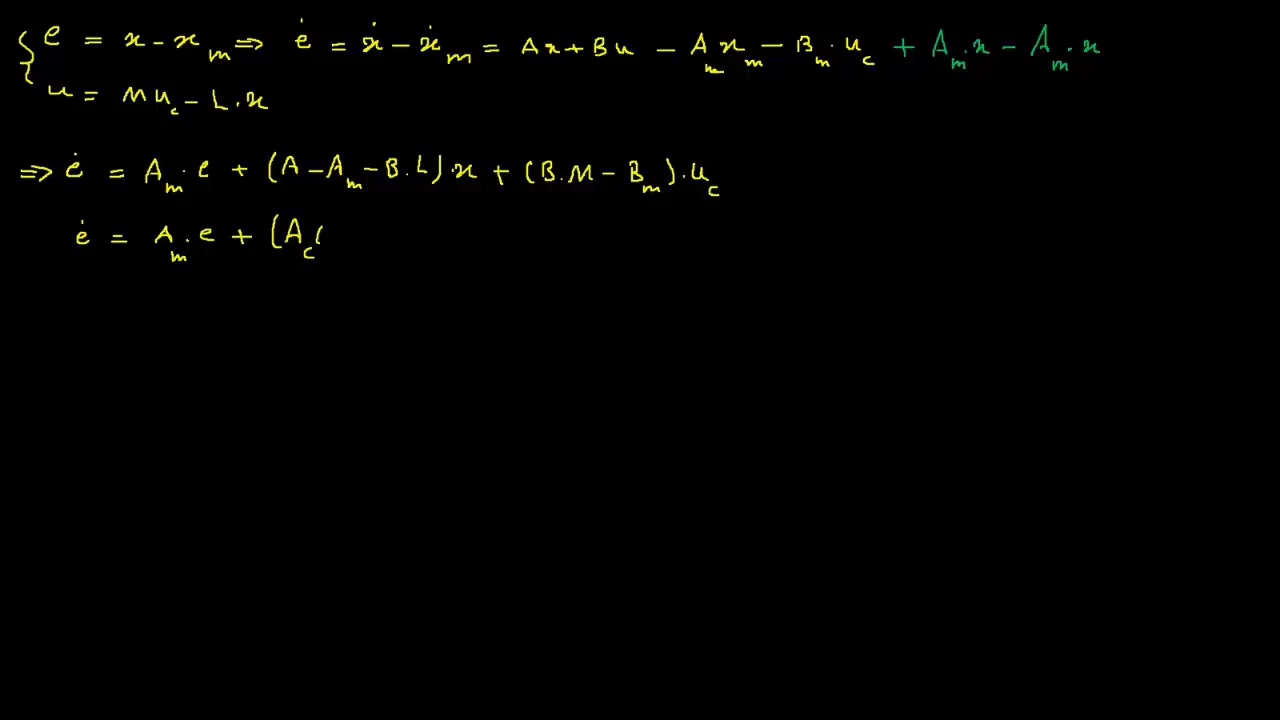 { e = x - x_m ⇒ ė = ẋ - ẋ_m = Ax + Bu - A_m x_m - B_m · u_c + A_m · x - A_m · x
u = M u_c - L · x
⇒ ė = A_m · e + (A - A_m - B · L) · x + (B · M - B_m) · u_c
ė = A_m · e + (A_c (